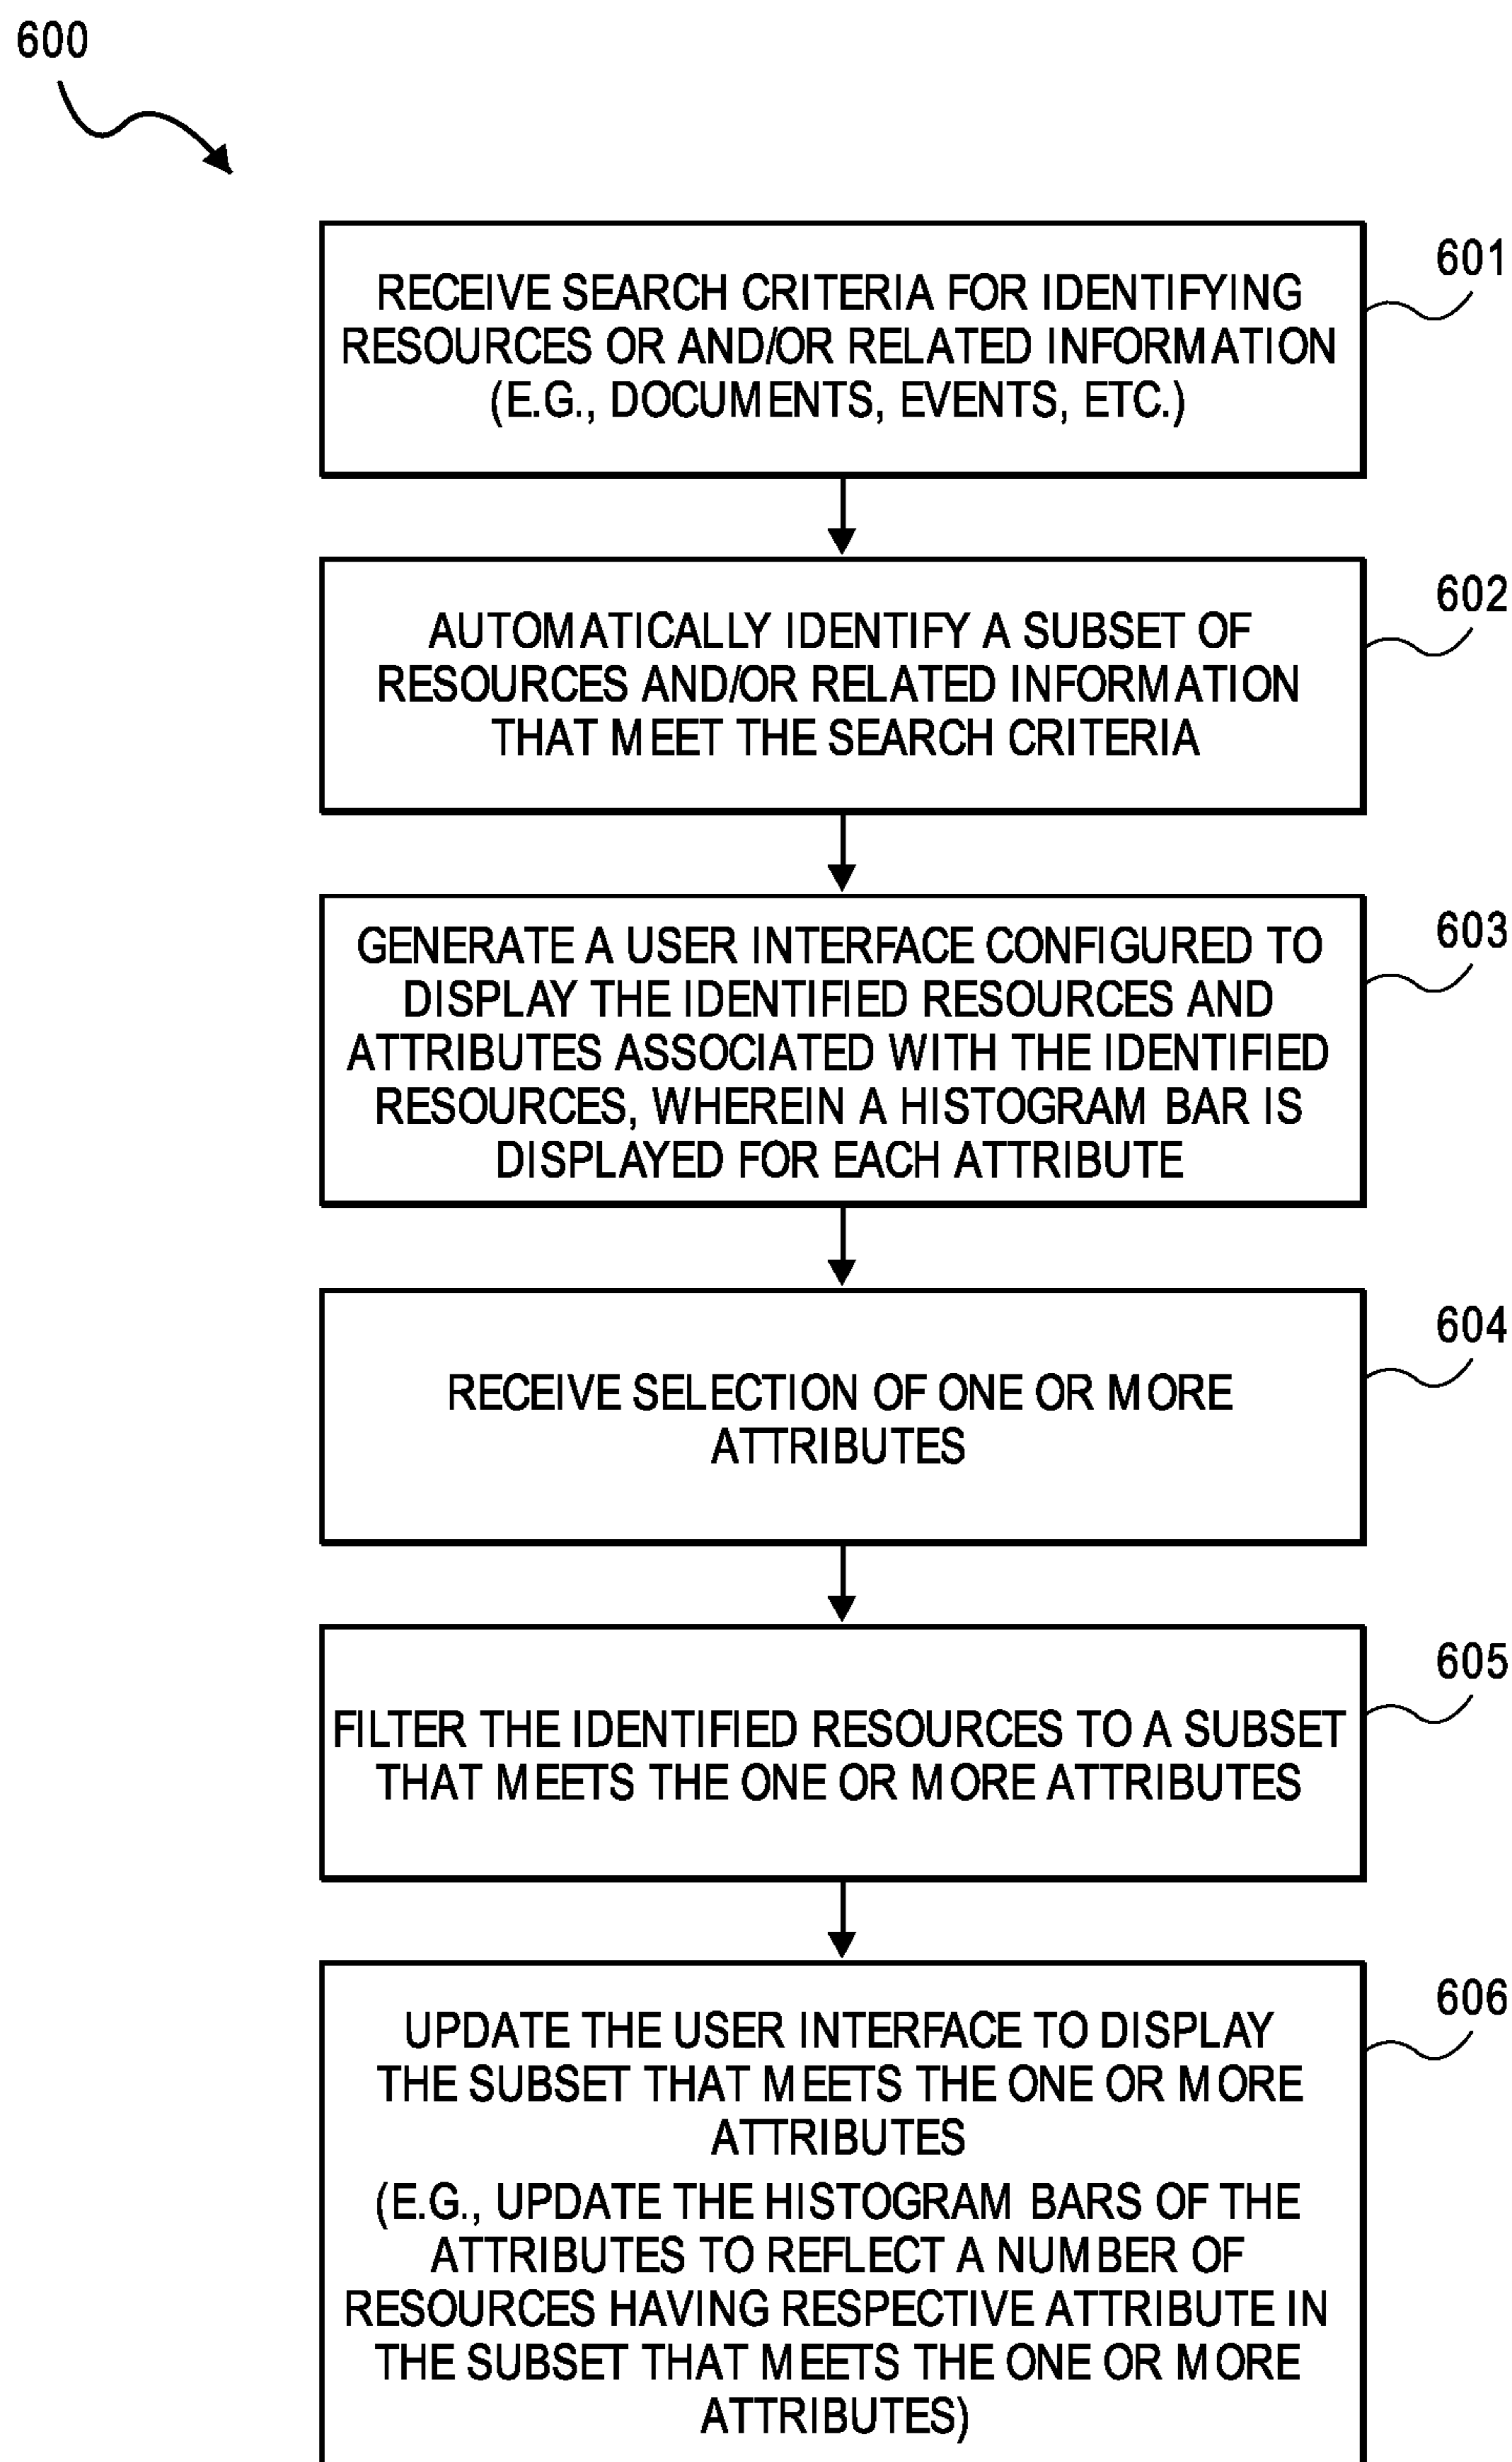 600
601
RECEIVE SEARCH CRITERIA FOR IDENTIFYING
RESOURCES OR AND/OR RELATED INFORMATION
(E.G., DOCUMENTS, EVENTS, ETC.)
602
AUTOMATICALLY IDENTIFY A SUBSET OF
RESOURCES AND/OR RELATED INFORMATION
THAT MEET THE SEARCH CRITERIA
603
GENERATE A USER INTERFACE CONFIGURED TO
DISPLAY THE IDENTIFIED RESOURCES AND
ATTRIBUTES ASSOCIATED WITH THE IDENTIFIED
RESOURCES, WHEREIN A HISTOGRAM BAR IS
DISPLAYED FOR EACH ATTRIBUTE
604
RECEIVE SELECTION OF ONE OR MORE
ATTRIBUTES
605
FILTER THE IDENTIFIED RESOURCES TO A SUBSET
THAT MEETS THE ONE OR MORE ATTRIBUTES
606
UPDATE THE USER INTERFACE TO DISPLAY
THE SUBSET THAT MEETS THE ONE OR MORE
ATTRIBUTES
(E.G., UPDATE THE HISTOGRAM BARS OF THE
ATTRIBUTES TO REFLECT A NUMBER OF
RESOURCES HAVING RESPECTIVE ATTRIBUTE IN
THE SUBSET THAT MEETS THE ONE OR MORE
ATTRIBUTES)